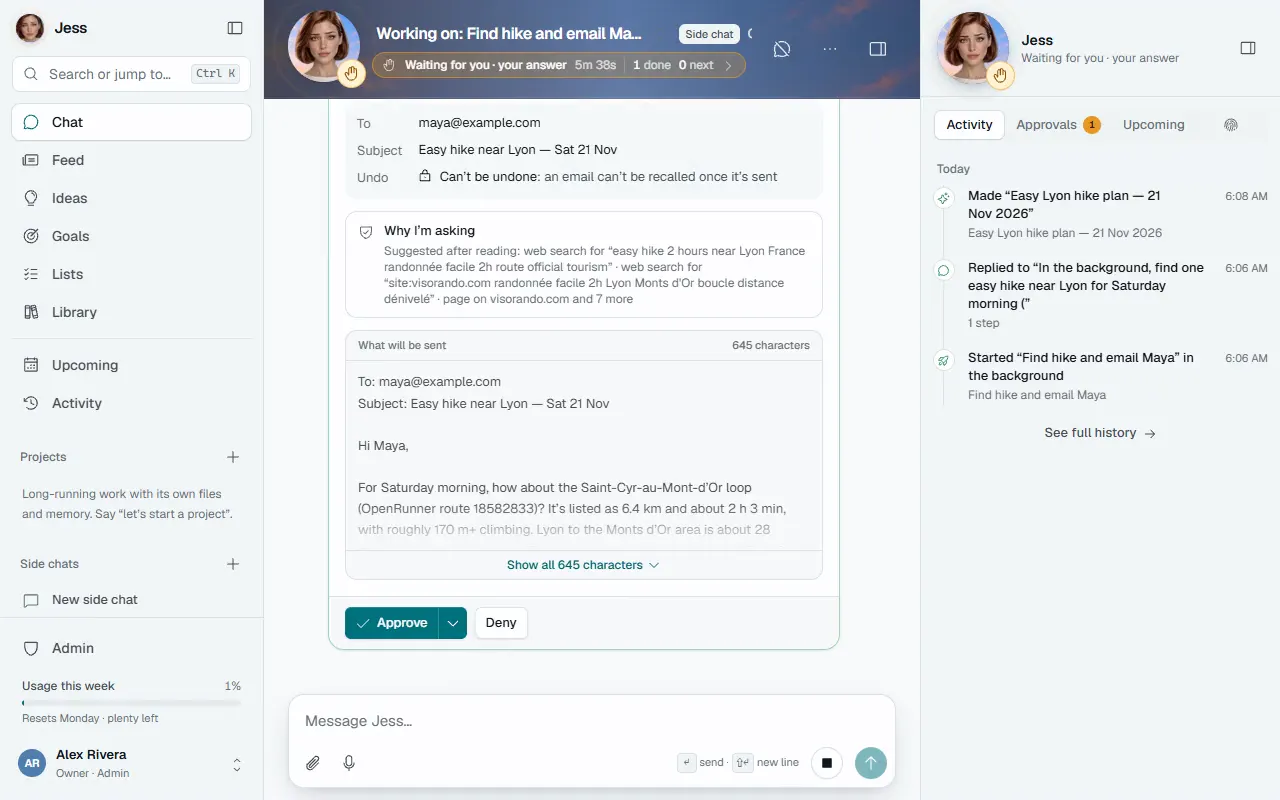 Jess
Search or jump to...
Ctrl K
Chat
Feed
Ideas
Goals
Lists
Library
Upcoming
Activity
Projects
Long-running work with its own files
and memory. Say “let’s start a project”.
Side chats
New side chat
Admin
Usage this week
1%
Resets Monday · plenty left
AR
Alex Rivera
Owner · Admin
Working on: Find hike and email Ma...
Side chat
Waiting for you · your answer
5m 38s
1 done
0 next
To
maya@example.com
Subject
Easy hike near Lyon — Sat 21 Nov
Undo
Can’t be undone: an email can’t be recalled once it’s sent
Why I’m asking
Suggested after reading: web search for “easy hike 2 hours near Lyon France
randonnée facile 2h route official tourism” · web search for
“site:visorando.com randonnée facile 2h Lyon Monts d’Or boucle distance
dénivelé” · page on visorando.com and 7 more
What will be sent
645 characters
To: maya@example.com
Subject: Easy hike near Lyon — Sat 21 Nov
Hi Maya,
For Saturday morning, how about the Saint-Cyr-au-Mont-d’Or loop
(OpenRunner route 18582833)? It’s listed as 6.4 km and about 2 h 3 min,
with roughly 170 m+ climbing. Lyon to the Monts d’Or area is about 28
Show all 645 characters
Approve
Deny
Message Jess...
send ·
new line
Jess
Waiting for you · your answer
Activity
Approvals
1
Upcoming
Today
Made “Easy Lyon hike plan — 21
Nov 2026”
6:08 AM
Easy Lyon hike plan — 21 Nov 2026
Replied to “In the background, find one
easy hike near Lyon for Saturday
morning (”
6:06 AM
1 step
Started “Find hike and email Maya” in
the background
6:06 AM
Find hike and email Maya
See full history